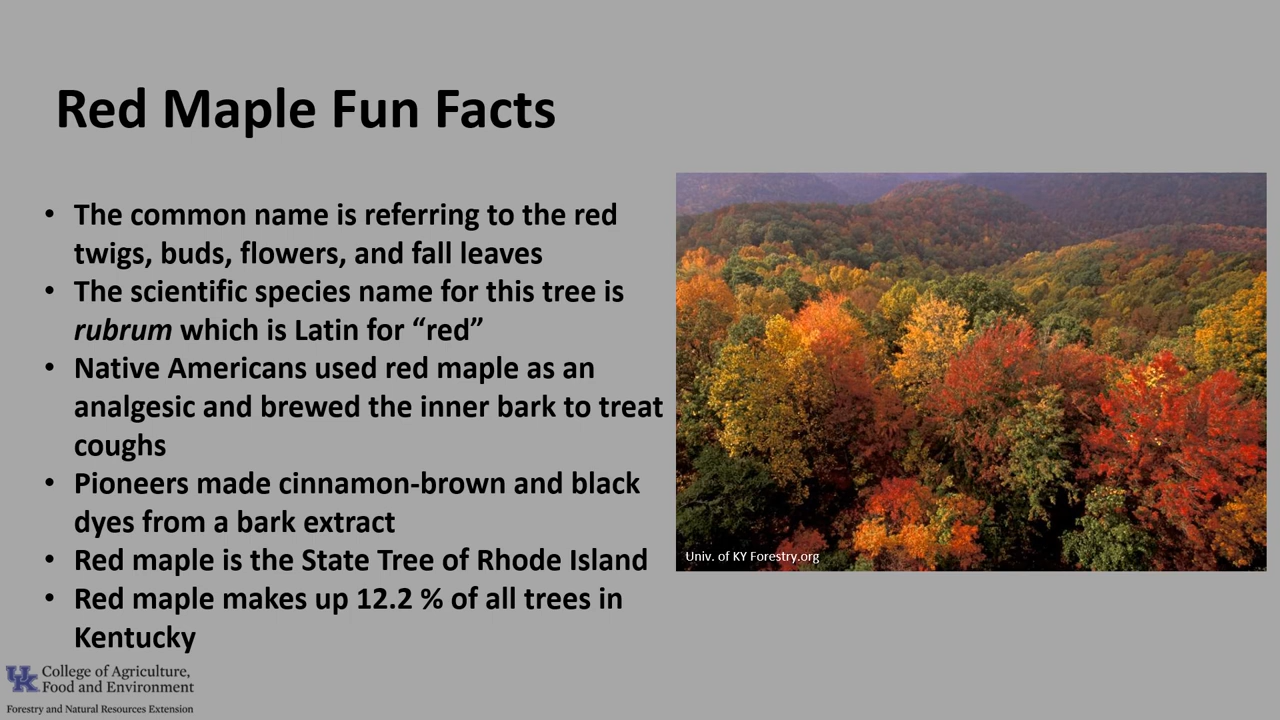 Red Maple Fun Facts
• The common name is referring to the red
twigs, buds, flowers, and fall leaves
• The scientific species name for this tree is
rubrum which is Latin for “red”
• Native Americans used red maple as an
analgesic and brewed the inner bark to treat
coughs
• Pioneers made cinnamon-brown and black
dyes from a bark extract
• Red maple is the State Tree of Rhode Island
• Red maple makes up 12.2 % of all trees in
Kentucky
Univ. of KY Forestry.org
UK College of Agriculture,
Food and Environment
Forestry and Natural Resources Extension